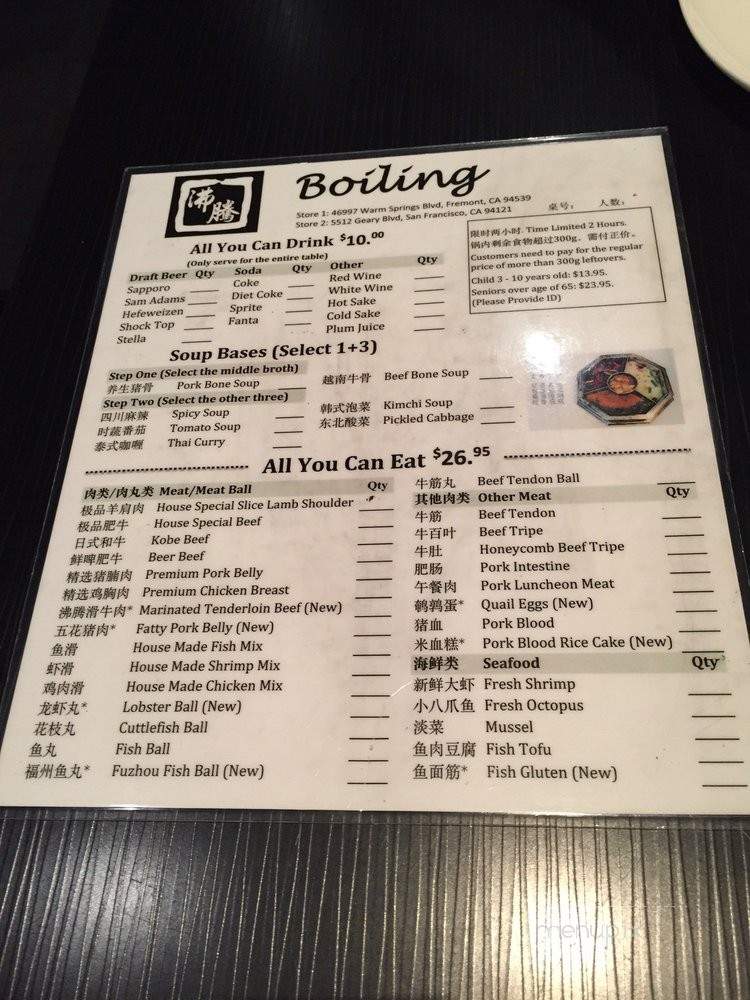 沸腾
Boiling
Store 1: 46997 Warm Springs Blvd, Fremont, CA 94539
Store 2: 5512 Geary Blvd, San Francisco, CA 94121
桌号: 人数:
All You Can Drink $10.00
(Only serve for the entire table)
Draft Beer Qty Soda Qty Other Qty
Sapporo Coke Red Wine
Sam Adams Diet Coke White Wine
Hefeweizen Sprite Hot Sake
Shock Top Fanta Cold Sake
Stella Plum Juice
限时两小时. Time Limited 2 Hours.
锅内剩余食物超过300g, 需付正价。
Customers need to pay for the regular
price of more than 300g leftovers.
Child 3 - 10 years old: $13.95.
Seniors over age of 65: $23.95.
(Please Provide ID)
Soup Bases (Select 1+3)
Step One (Select the middle broth)
养生猪骨 Pork Bone Soup 越南牛骨 Beef Bone Soup
Step Two (Select the other three)
四川麻辣 Spicy Soup 韩式泡菜 Kimchi Soup
时蔬番茄 Tomato Soup 东北酸菜 Pickled Cabbage
泰式咖喱 Thai Curry
All You Can Eat $26.95
肉类/肉丸类 Meat/Meat Ball Qty
极品羊肩肉 House Special Slice Lamb Shoulder
极品肥牛 House Special Beef
日式和牛 Kobe Beef
鲜啤肥牛 Beer Beef
精选猪腩肉 Premium Pork Belly
精选鸡胸肉 Premium Chicken Breast
沸腾滑牛肉* Marinated Tenderloin Beef (New)
五花猪肉* Fatty Pork Belly (New)
鱼滑 House Made Fish Mix
虾滑 House Made Shrimp Mix
鸡肉滑 House Made Chicken Mix
龙虾丸* Lobster Ball (New)
花枝丸 Cuttlefish Ball
鱼丸 Fish Ball
福州鱼丸* Fuzhou Fish Ball (New)
牛筋丸 Beef Tendon Ball
其他肉类 Other Meat Qty
牛筋 Beef Tendon
牛百叶 Beef Tripe
牛肚 Honeycomb Beef Tripe
肥肠 Pork Intestine
午餐肉 Pork Luncheon Meat
鹌鹑蛋* Quail Eggs (New)
猪血 Pork Blood
米血糕* Pork Blood Rice Cake (New)
海鲜类 Seafood Qty
新鲜大虾 Fresh Shrimp
小八爪鱼 Fresh Octopus
淡菜 Mussel
鱼肉豆腐 Fish Tofu
鱼面筋* Fish Gluten (New)